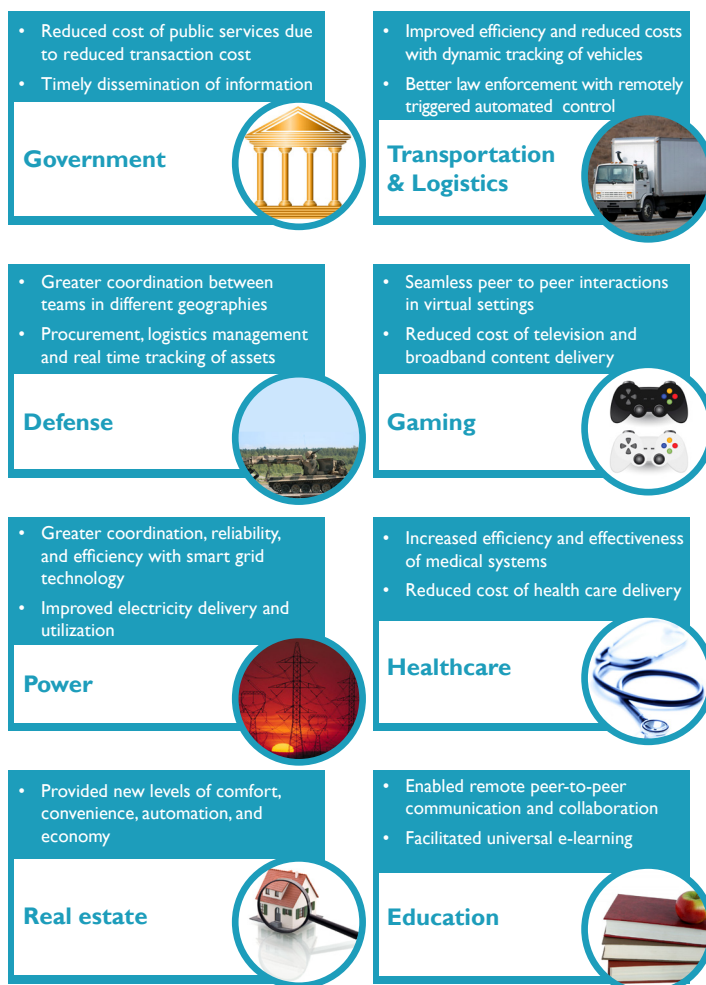 • Reduced cost of public services due
to reduced transaction cost
• Timely dissemination of information
Government
• Improved efficiency and reduced costs
with dynamic tracking of vehicles
• Better law enforcement with remotely
triggered automated control
Transportation
& Logistics
• Greater coordination between
teams in different geographies
• Procurement, logistics management
and real time tracking of assets
Defense
• Seamless peer to peer interactions
in virtual settings
• Reduced cost of television and
broadband content delivery
Gaming
• Greater coordination, reliability,
and efficiency with smart grid
technology
• Improved electricity delivery and
utilization
Power
• Increased efficiency and effectiveness
of medical systems
• Reduced cost of health care delivery
Healthcare
• Provided new levels of comfort,
convenience, automation, and
economy
Real estate
• Enabled remote peer-to-peer
communication and collaboration
• Facilitated universal e-learning
Education